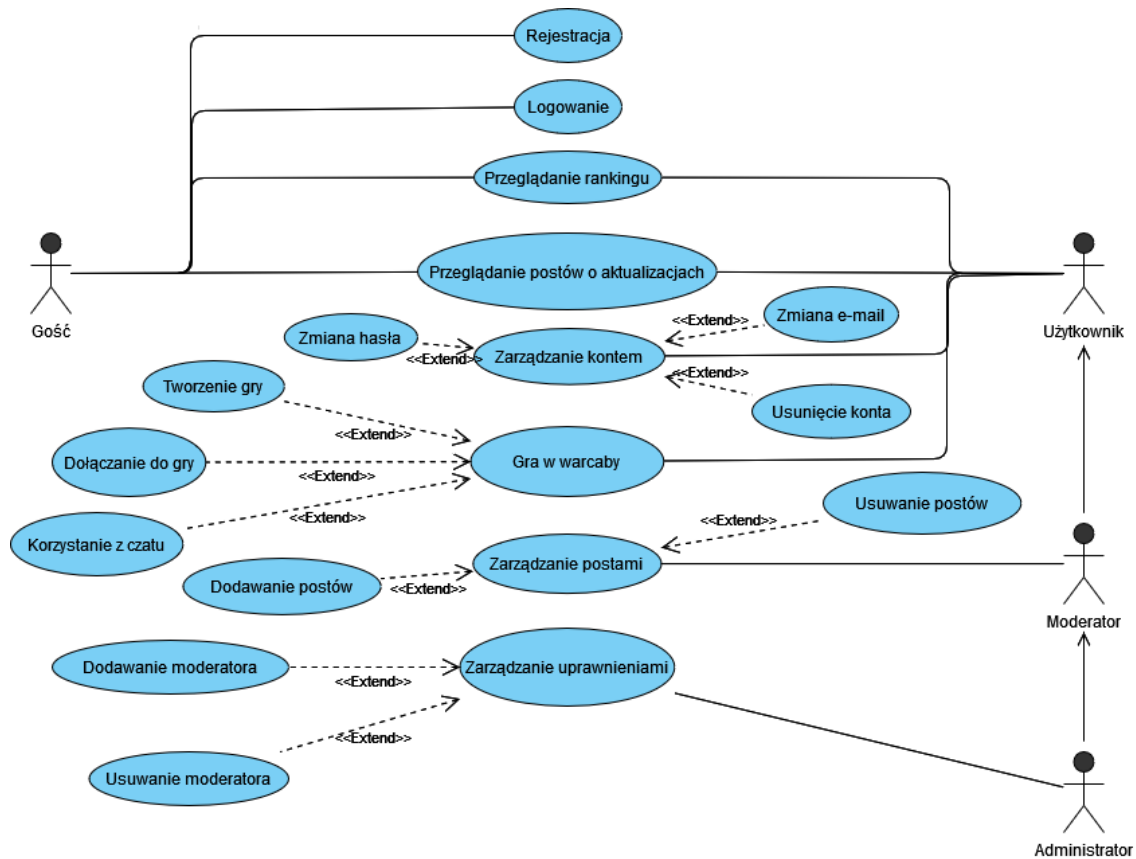 Rejestracja
Logowanie
Przeglądanie rankingu
Przeglądanie postów o aktualizacjach
Gość
Użytkownik
Zmiana e-mail
<<Extend>>
Zmiana hasła
<<Extend>>
Zarządzanie kontem
<<Extend>>
Tworzenie gry
Usunięcie konta
<<Extend>>
Dołączanie do gry
<<Extend>>
Gra w warcaby
Usuwanie postów
<<Extend>>
<<Extend>>
Korzystanie z czatu
Zarządzanie postami
Dodawanie postów
<<Extend>>
Moderator
Dodawanie moderatora
<<Extend>>
Zarządzanie uprawnieniami
<<Extend>>
Usuwanie moderatora
Administrator